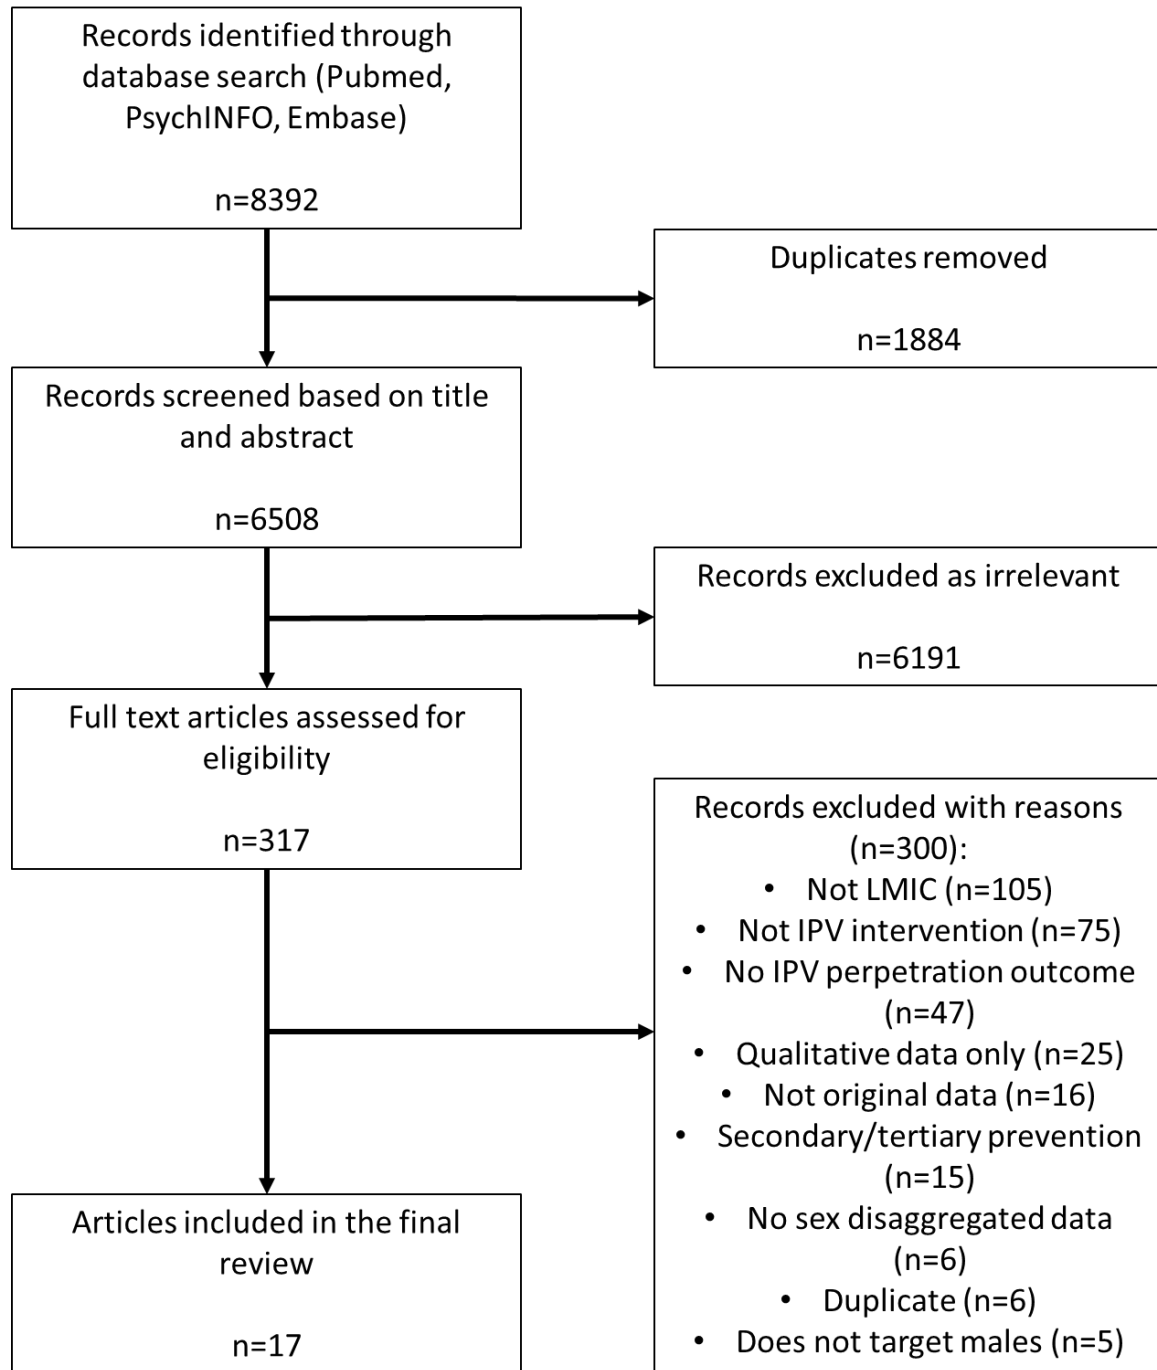 Records identified through
database search (Pubmed,
PsychINFO, Embase)
n=8392
Duplicates removed
n=1884
Records screened based on title
and abstract
n=6508
Records excluded as irrelevant
n=6191
Full text articles assessed for
eligibility
n=317
Records excluded with reasons
(n=300):
• Not LMIC (n=105)
• Not IPV intervention (n=75)
• No IPV perpetration outcome
(n=47)
• Qualitative data only (n=25)
• Not original data (n=16)
• Secondary/tertiary prevention
(n=15)
• No sex disaggregated data
(n=6)
• Duplicate (n=6)
• Does not target males (n=5)
Articles included in the final
review
n=17